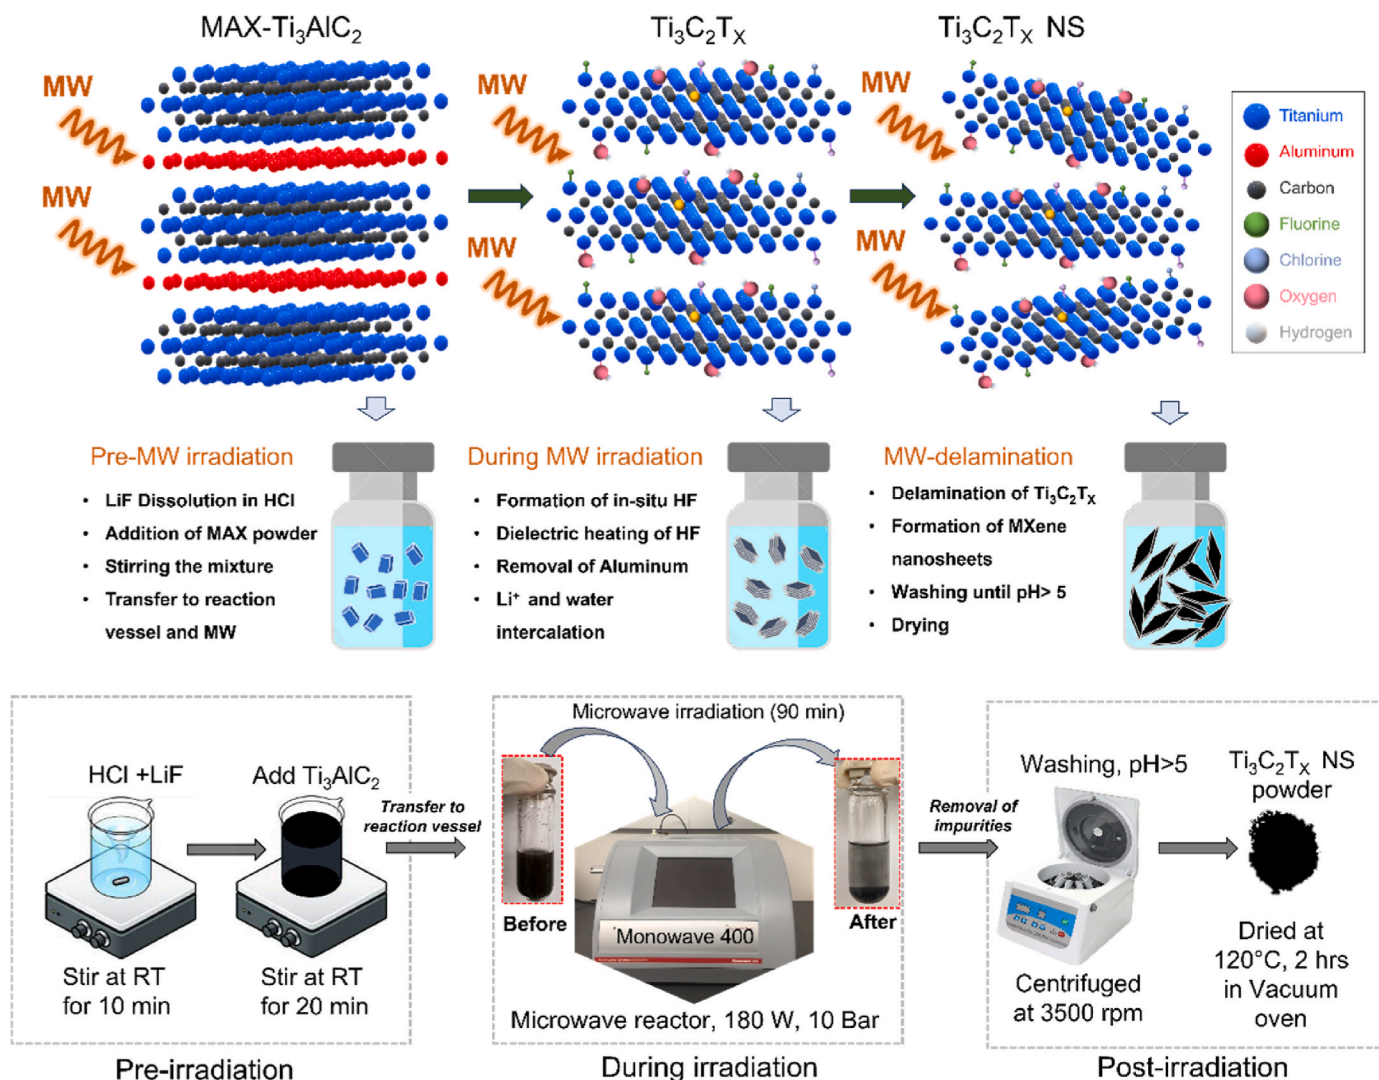 MAX-Ti₃AlC₂
Ti₃C₂Tₓ
Ti₃C₂Tₓ NS
MW
MW
MW
MW
MW
MW
Titanium
Aluminum
Carbon
Fluorine
Chlorine
Oxygen
Hydrogen
Pre-MW irradiation
• LiF Dissolution in HCl
• Addition of MAX powder
• Stirring the mixture
• Transfer to reaction
vessel and MW
During MW irradiation
• Formation of in-situ HF
• Dielectric heating of HF
• Removal of Aluminum
• Li⁺ and water
intercalation
MW-delamination
• Delamination of Ti₃C₂Tₓ
• Formation of MXene
nanosheets
• Washing until pH> 5
• Drying
HCl +LiF
Stir at RT
for 10 min
Add Ti₃AlC₂
Stir at RT
for 20 min
Transfer to
reaction vessel
Pre-irradiation
Microwave irradiation (90 min)
Before
After
Monowave 400
Microwave reactor, 180 W, 10 Bar
During irradiation
Removal of
impurities
Washing, pH>5
Centrifuged
at 3500 rpm
Ti₃C₂Tₓ NS
powder
Dried at
120°C, 2 hrs
in Vacuum
oven
Post-irradiation